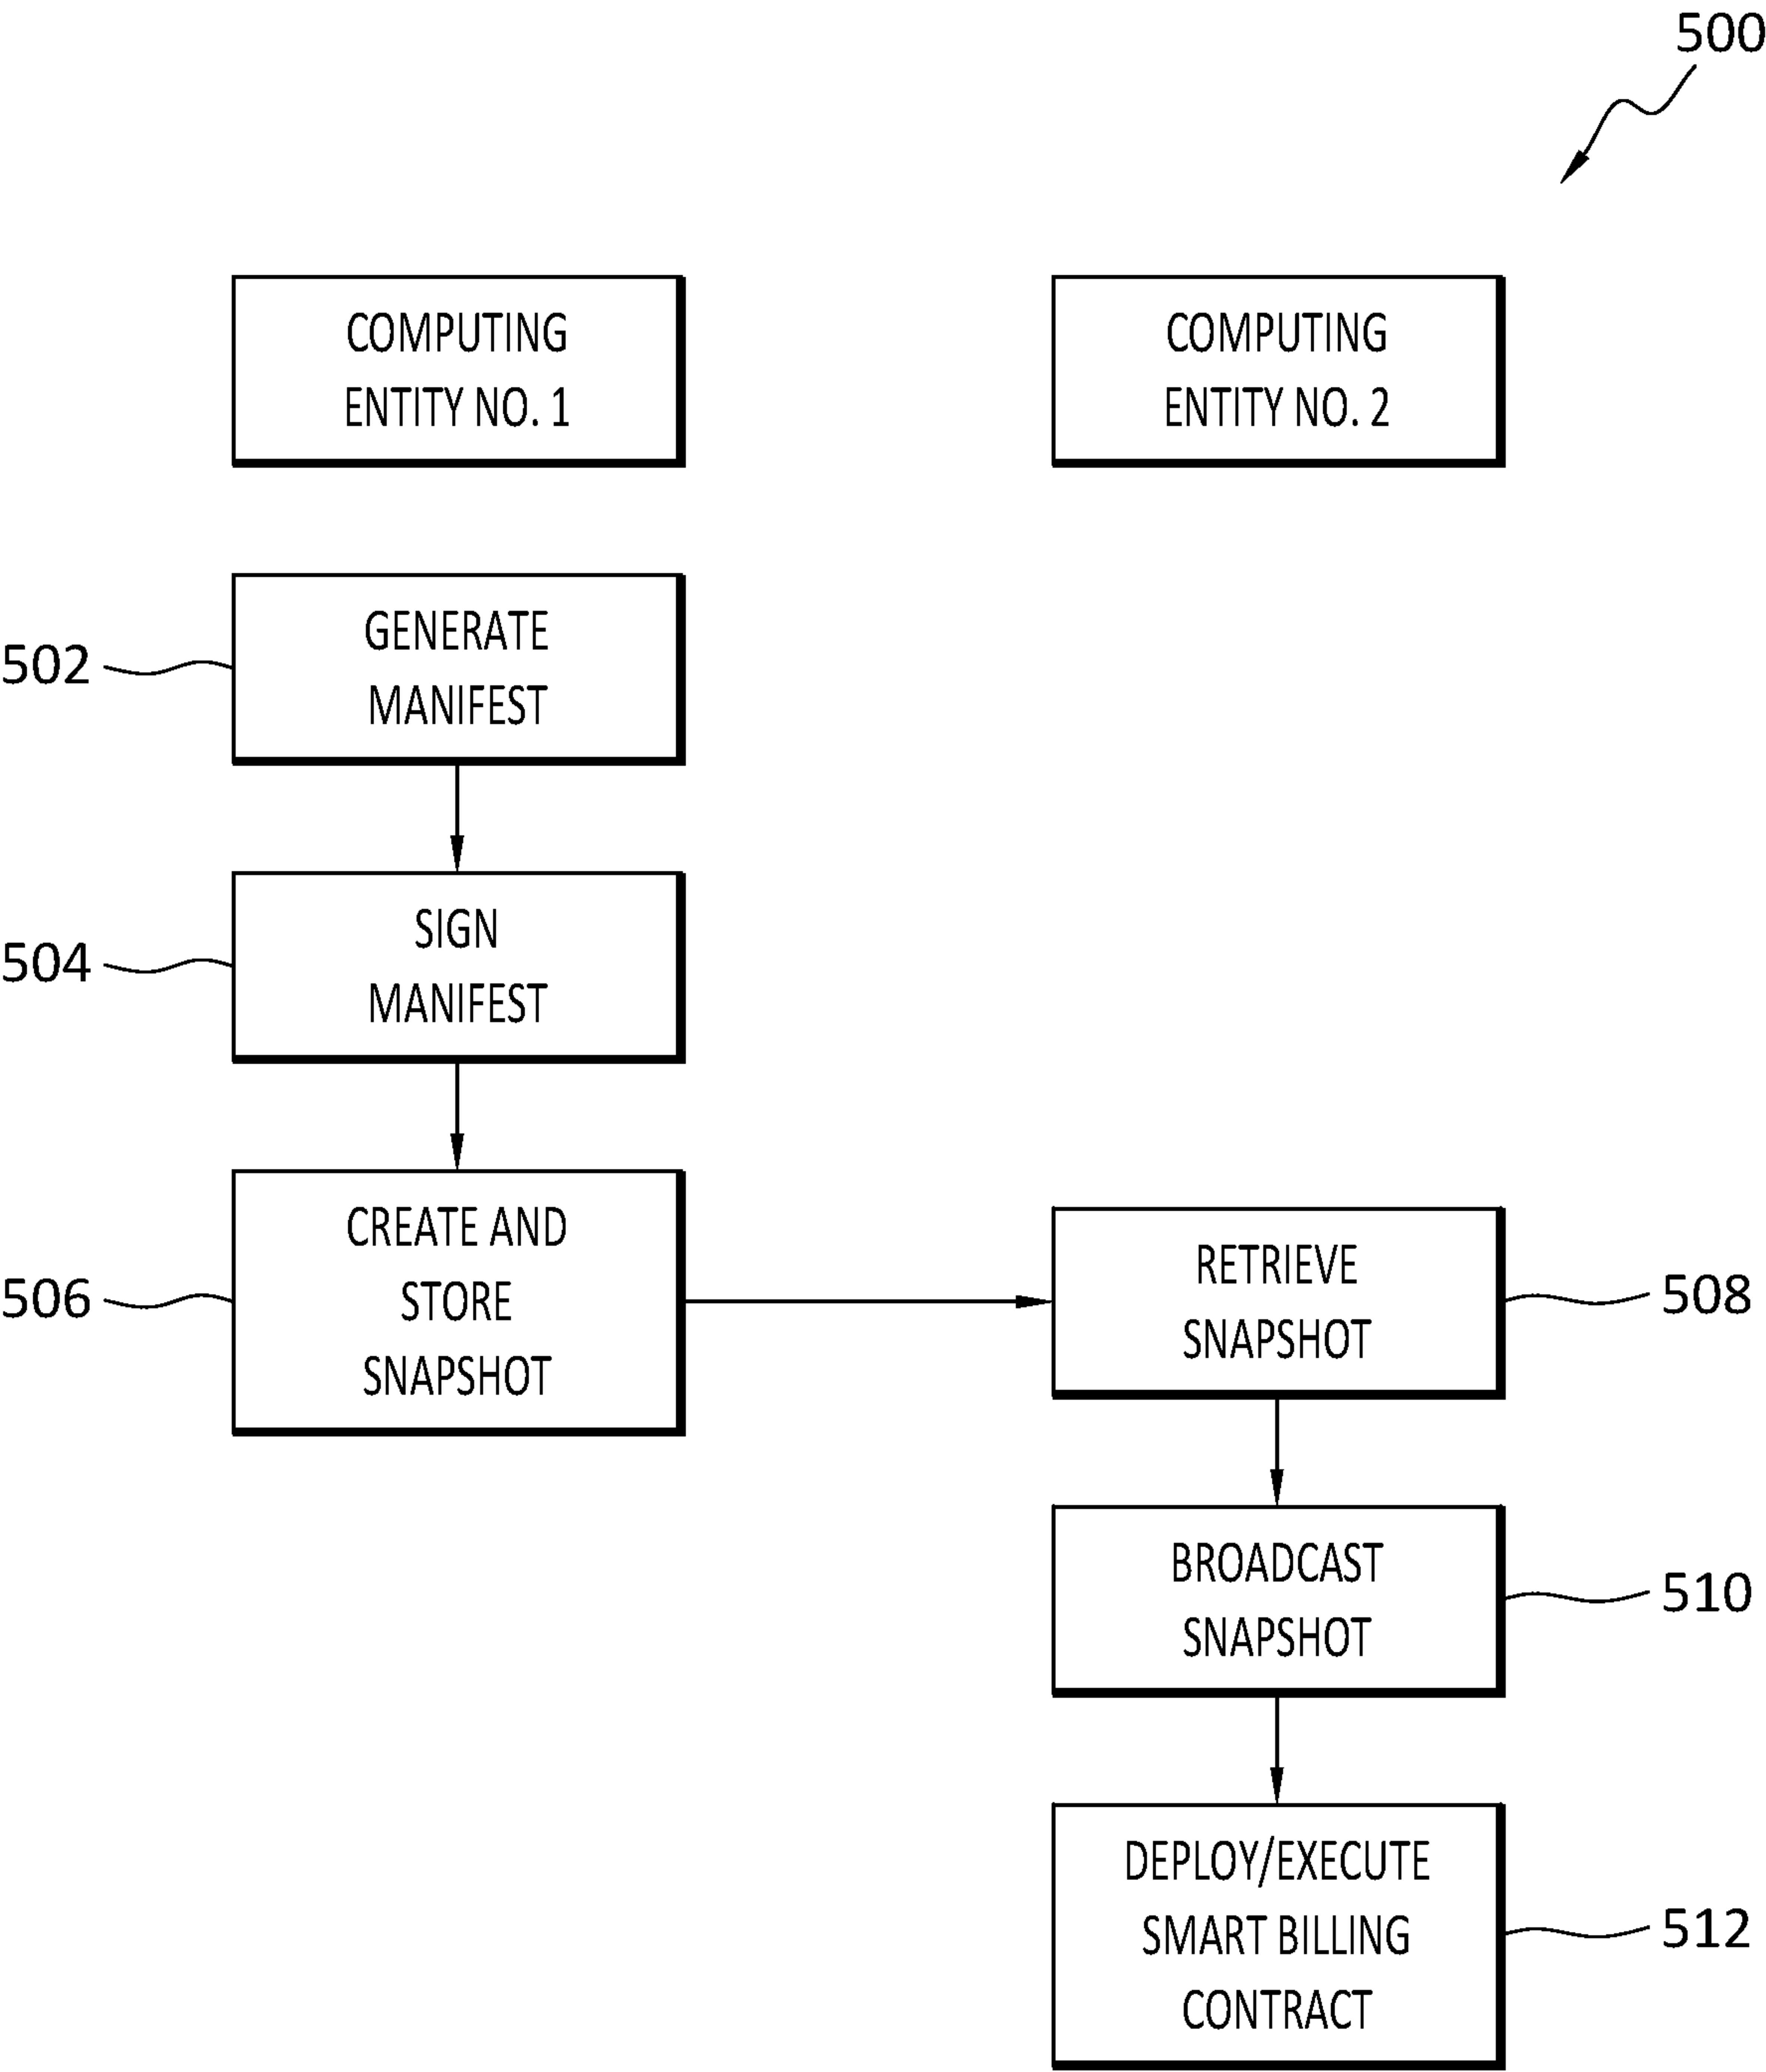 500
COMPUTING
ENTITY NO. 1
COMPUTING
ENTITY NO. 2
502
GENERATE
MANIFEST
504
SIGN
MANIFEST
506
CREATE AND
STORE
SNAPSHOT
RETRIEVE
SNAPSHOT
508
BROADCAST
SNAPSHOT
510
DEPLOY/EXECUTE
SMART BILLING
CONTRACT
512